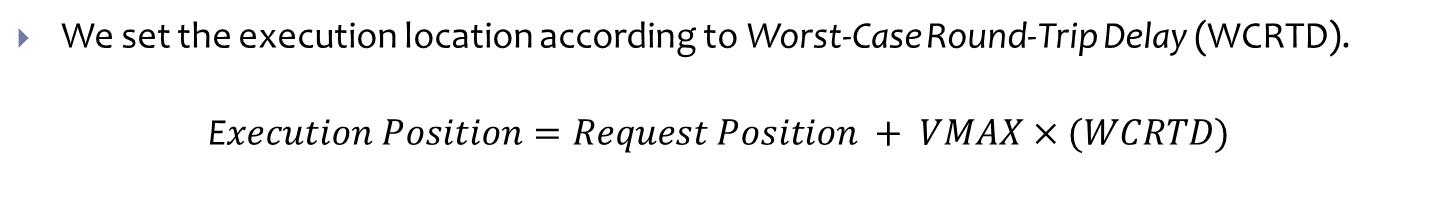 We set the execution location according to Worst-Case Round-Trip Delay (WCRTD).
Execution Position = Request Position + VMAX × (WCRTD)